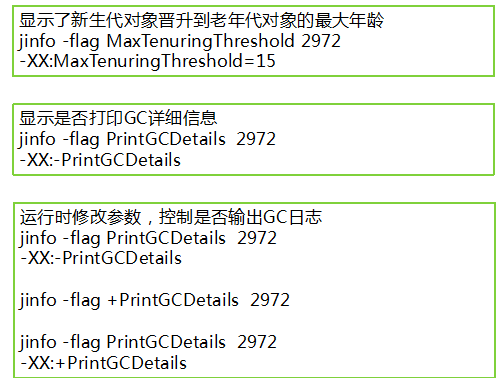 显示了新生代对象晋升到老年代对象的最大年龄
jinfo -flag MaxTenuringThreshold 2972
-XX:MaxTenuringThreshold=15
显示是否打印GC详细信息
jinfo -flag PrintGCDetails 2972
-XX:-PrintGCDetails
运行时修改参数，控制是否输出GC日志
jinfo -flag PrintGCDetails 2972
-XX:-PrintGCDetails
jinfo -flag +PrintGCDetails 2972
jinfo -flag PrintGCDetails 2972
-XX:+PrintGCDetails